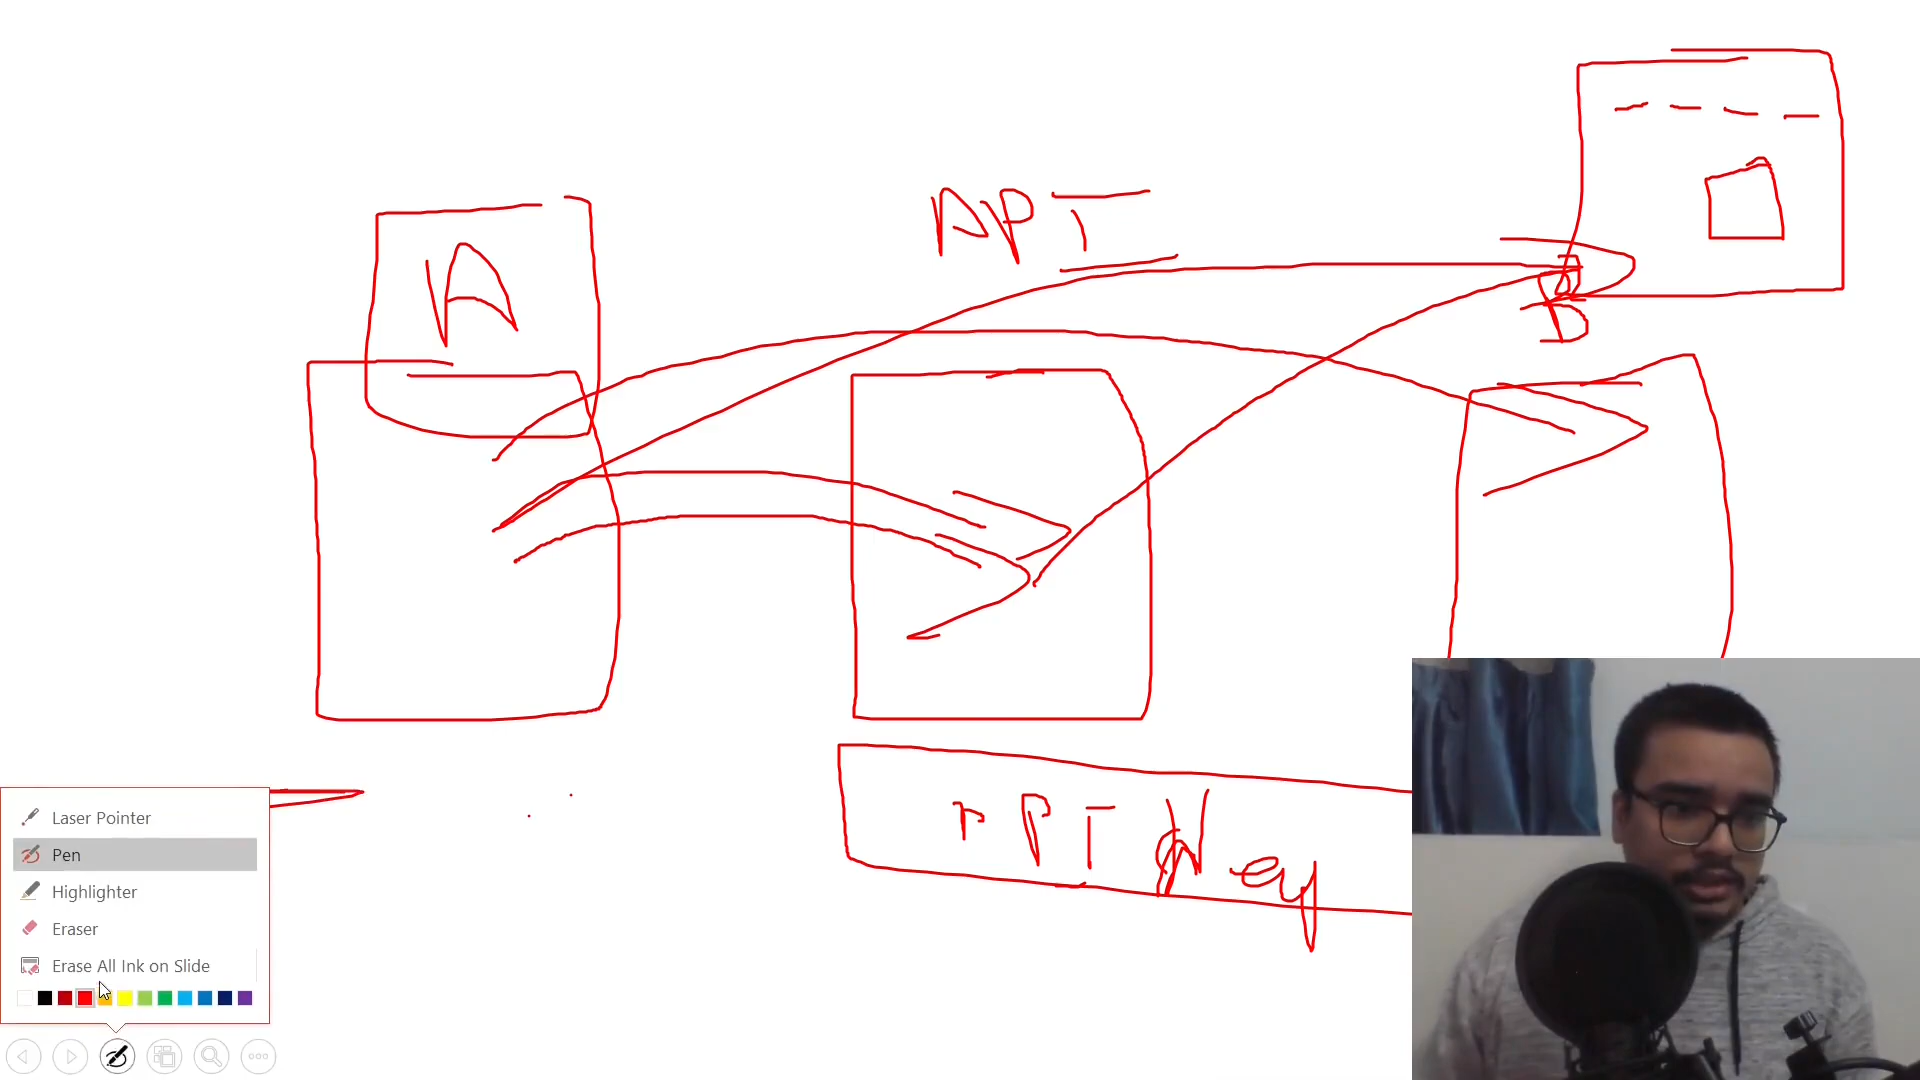 API
A
B
API Key
Laser Pointer
Pen
Highlighter
Eraser
Erase All Ink on Slide